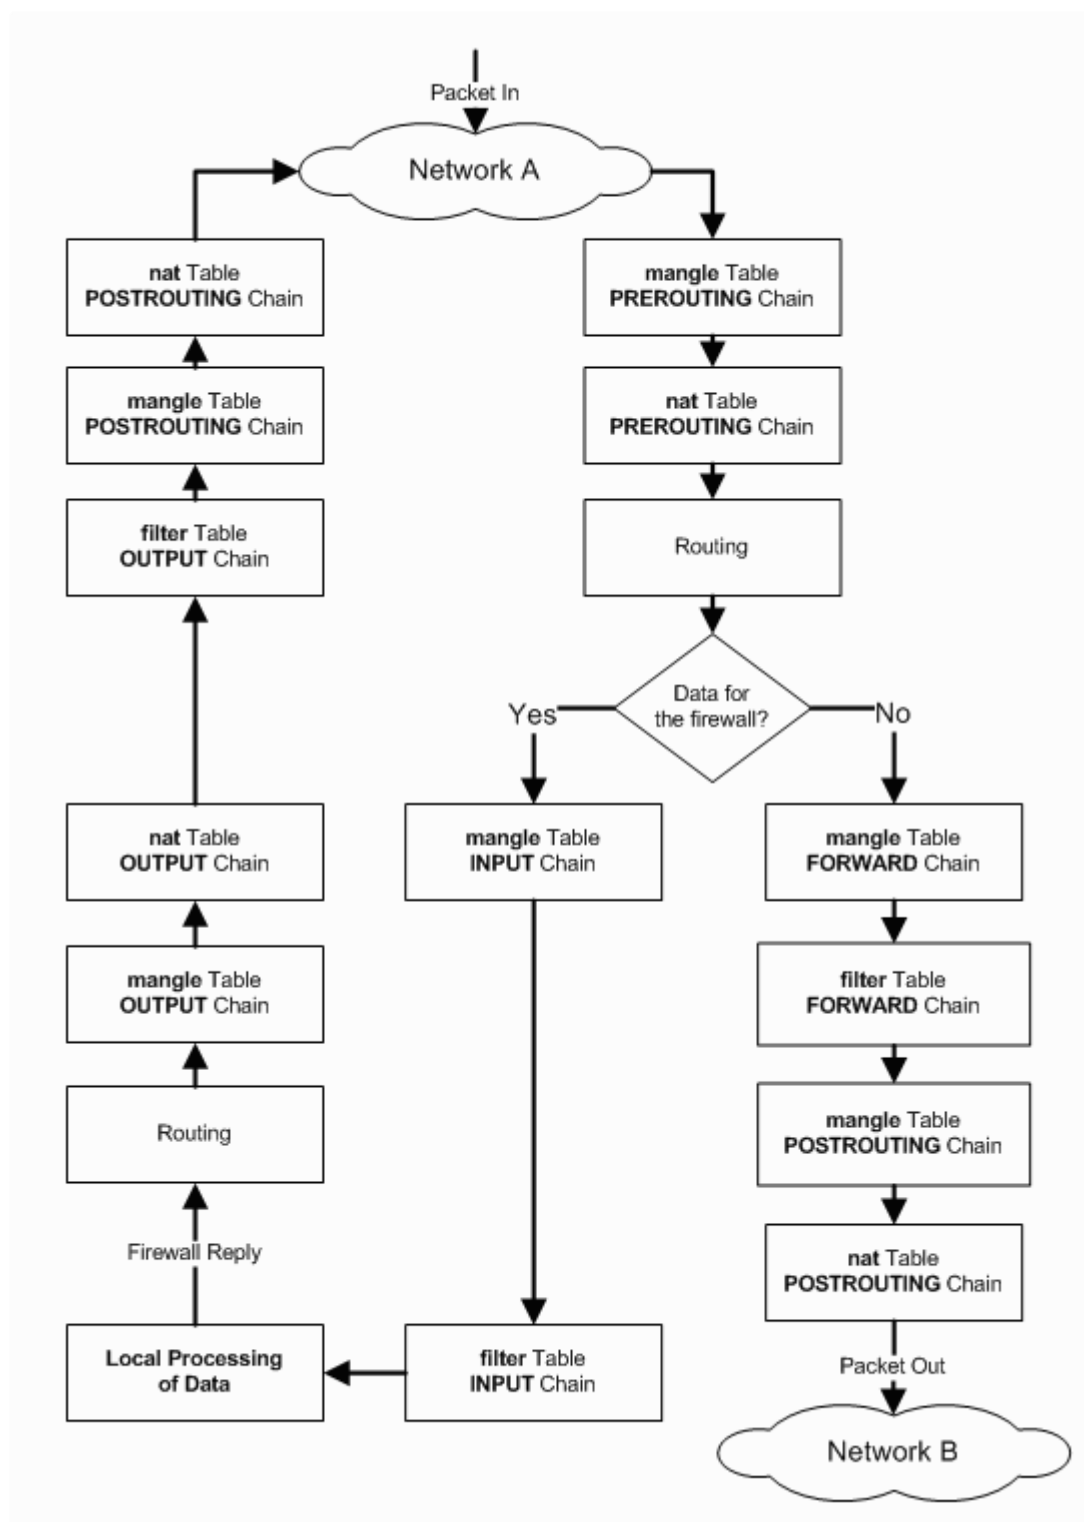 Packet In
Network A
nat Table
POSTROUTING Chain
mangle Table
PREROUTING Chain
mangle Table
POSTROUTING Chain
nat Table
PREROUTING Chain
filter Table
OUTPUT Chain
Routing
Data for
the firewall?
Yes
No
nat Table
OUTPUT Chain
mangle Table
INPUT Chain
mangle Table
FORWARD Chain
mangle Table
OUTPUT Chain
filter Table
FORWARD Chain
Routing
mangle Table
POSTROUTING Chain
Firewall Reply
nat Table
POSTROUTING Chain
Local Processing
of Data
filter Table
INPUT Chain
Packet Out
Network B